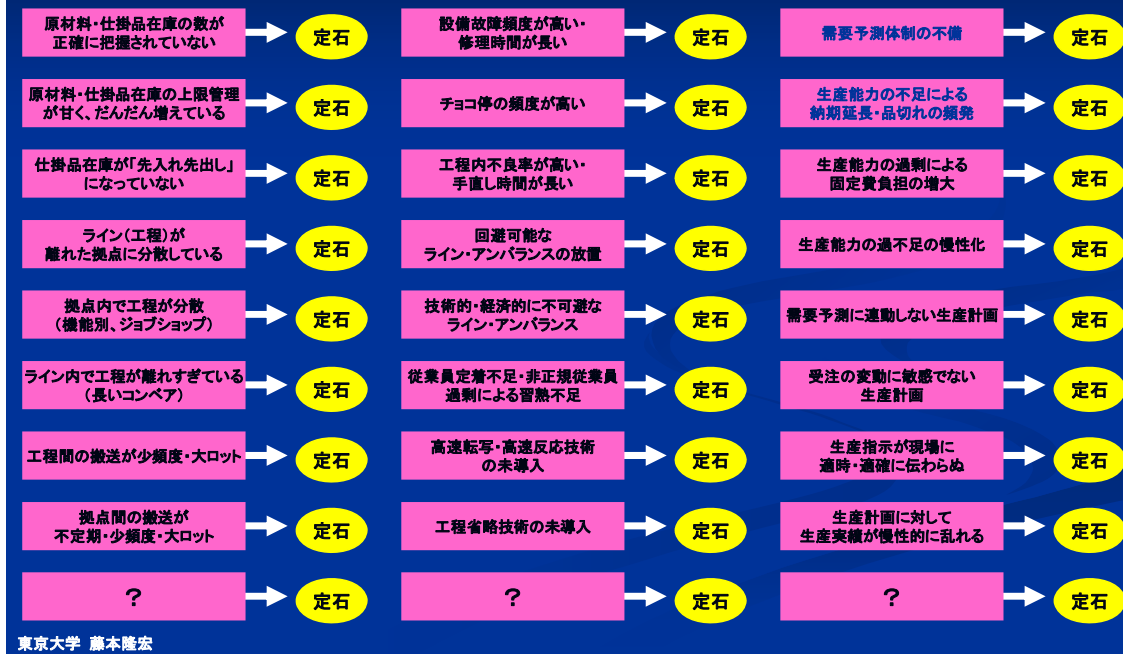 原材料・仕掛品在庫の数が
正確に把握されていない
定石
原材料・仕掛品在庫の上限管理
が甘く、だんだん増えている
定石
仕掛品在庫が「先入れ先出し」
になっていない
定石
ライン(工程)が
離れた拠点に分散している
定石
拠点内で工程が分散
(機能別、ジョブショップ)
定石
ライン内で工程が離れすぎている
(長いコンベア)
定石
工程間の搬送が少頻度・大ロット
定石
拠点間の搬送が
不定期・少頻度・大ロット
定石
?
定石
設備故障頻度が高い・
修理時間が長い
定石
チョコ停の頻度が高い
定石
工程内不良率が高い・
手直し時間が長い
定石
回避可能な
ライン・アンバランスの放置
定石
技術的・経済的に不可避な
ライン・アンバランス
定石
従業員定着不足・非正規従業員
過剰による習熟不足
定石
高速転写・高速反応技術
の未導入
定石
工程省略技術の未導入
定石
?
定石
需要予測体制の不備
定石
生産能力の不足による
納期延長・品切れの頻発
定石
生産能力の過剰による
固定費負担の増大
定石
生産能力の過不足の慢性化
定石
需要予測に連動しない生産計画
定石
受注の変動に敏感でない
生産計画
定石
生産指示が現場に
適時・適確に伝わらぬ
定石
生産計画に対して
生産実績が慢性的に乱れる
定石
?
定石
東京大学 藤本隆宏